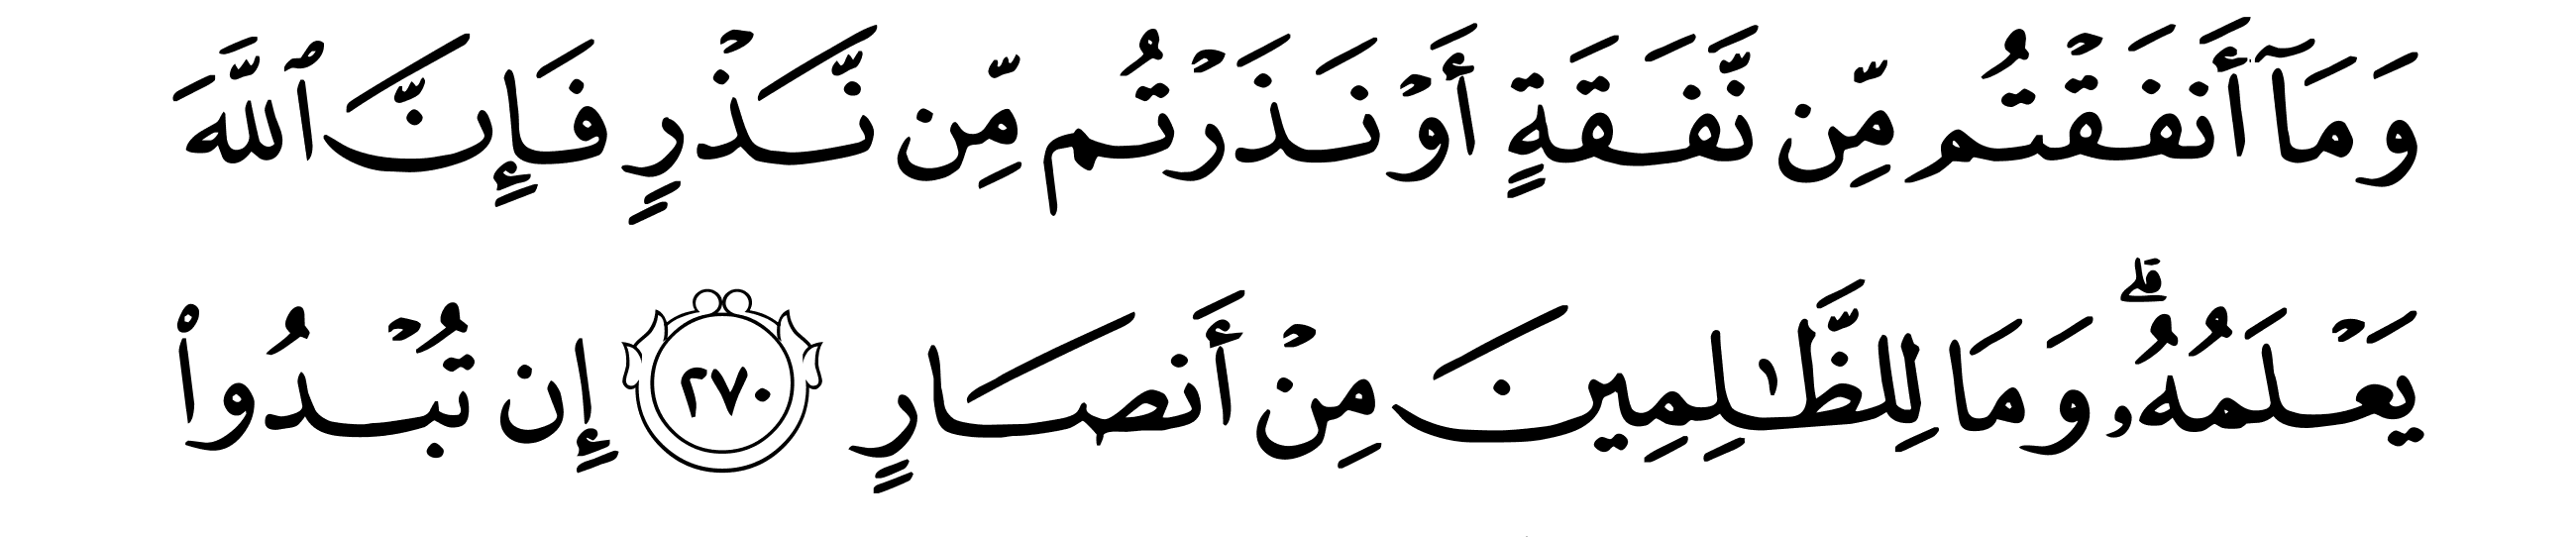 وَمَآ أَنفَقۡتُم مِّن نَّفَقَةٍ أَوۡ نَذَرۡتُم مِّن نَّذۡرٍ فَإِنَّ ٱللَّهَ
يَعۡلَمُهُۥۗ وَمَا لِلظَّٰلِمِينَ مِنۡ أَنصَارٍ ٢٧٠ إِن تُبۡدُواْ